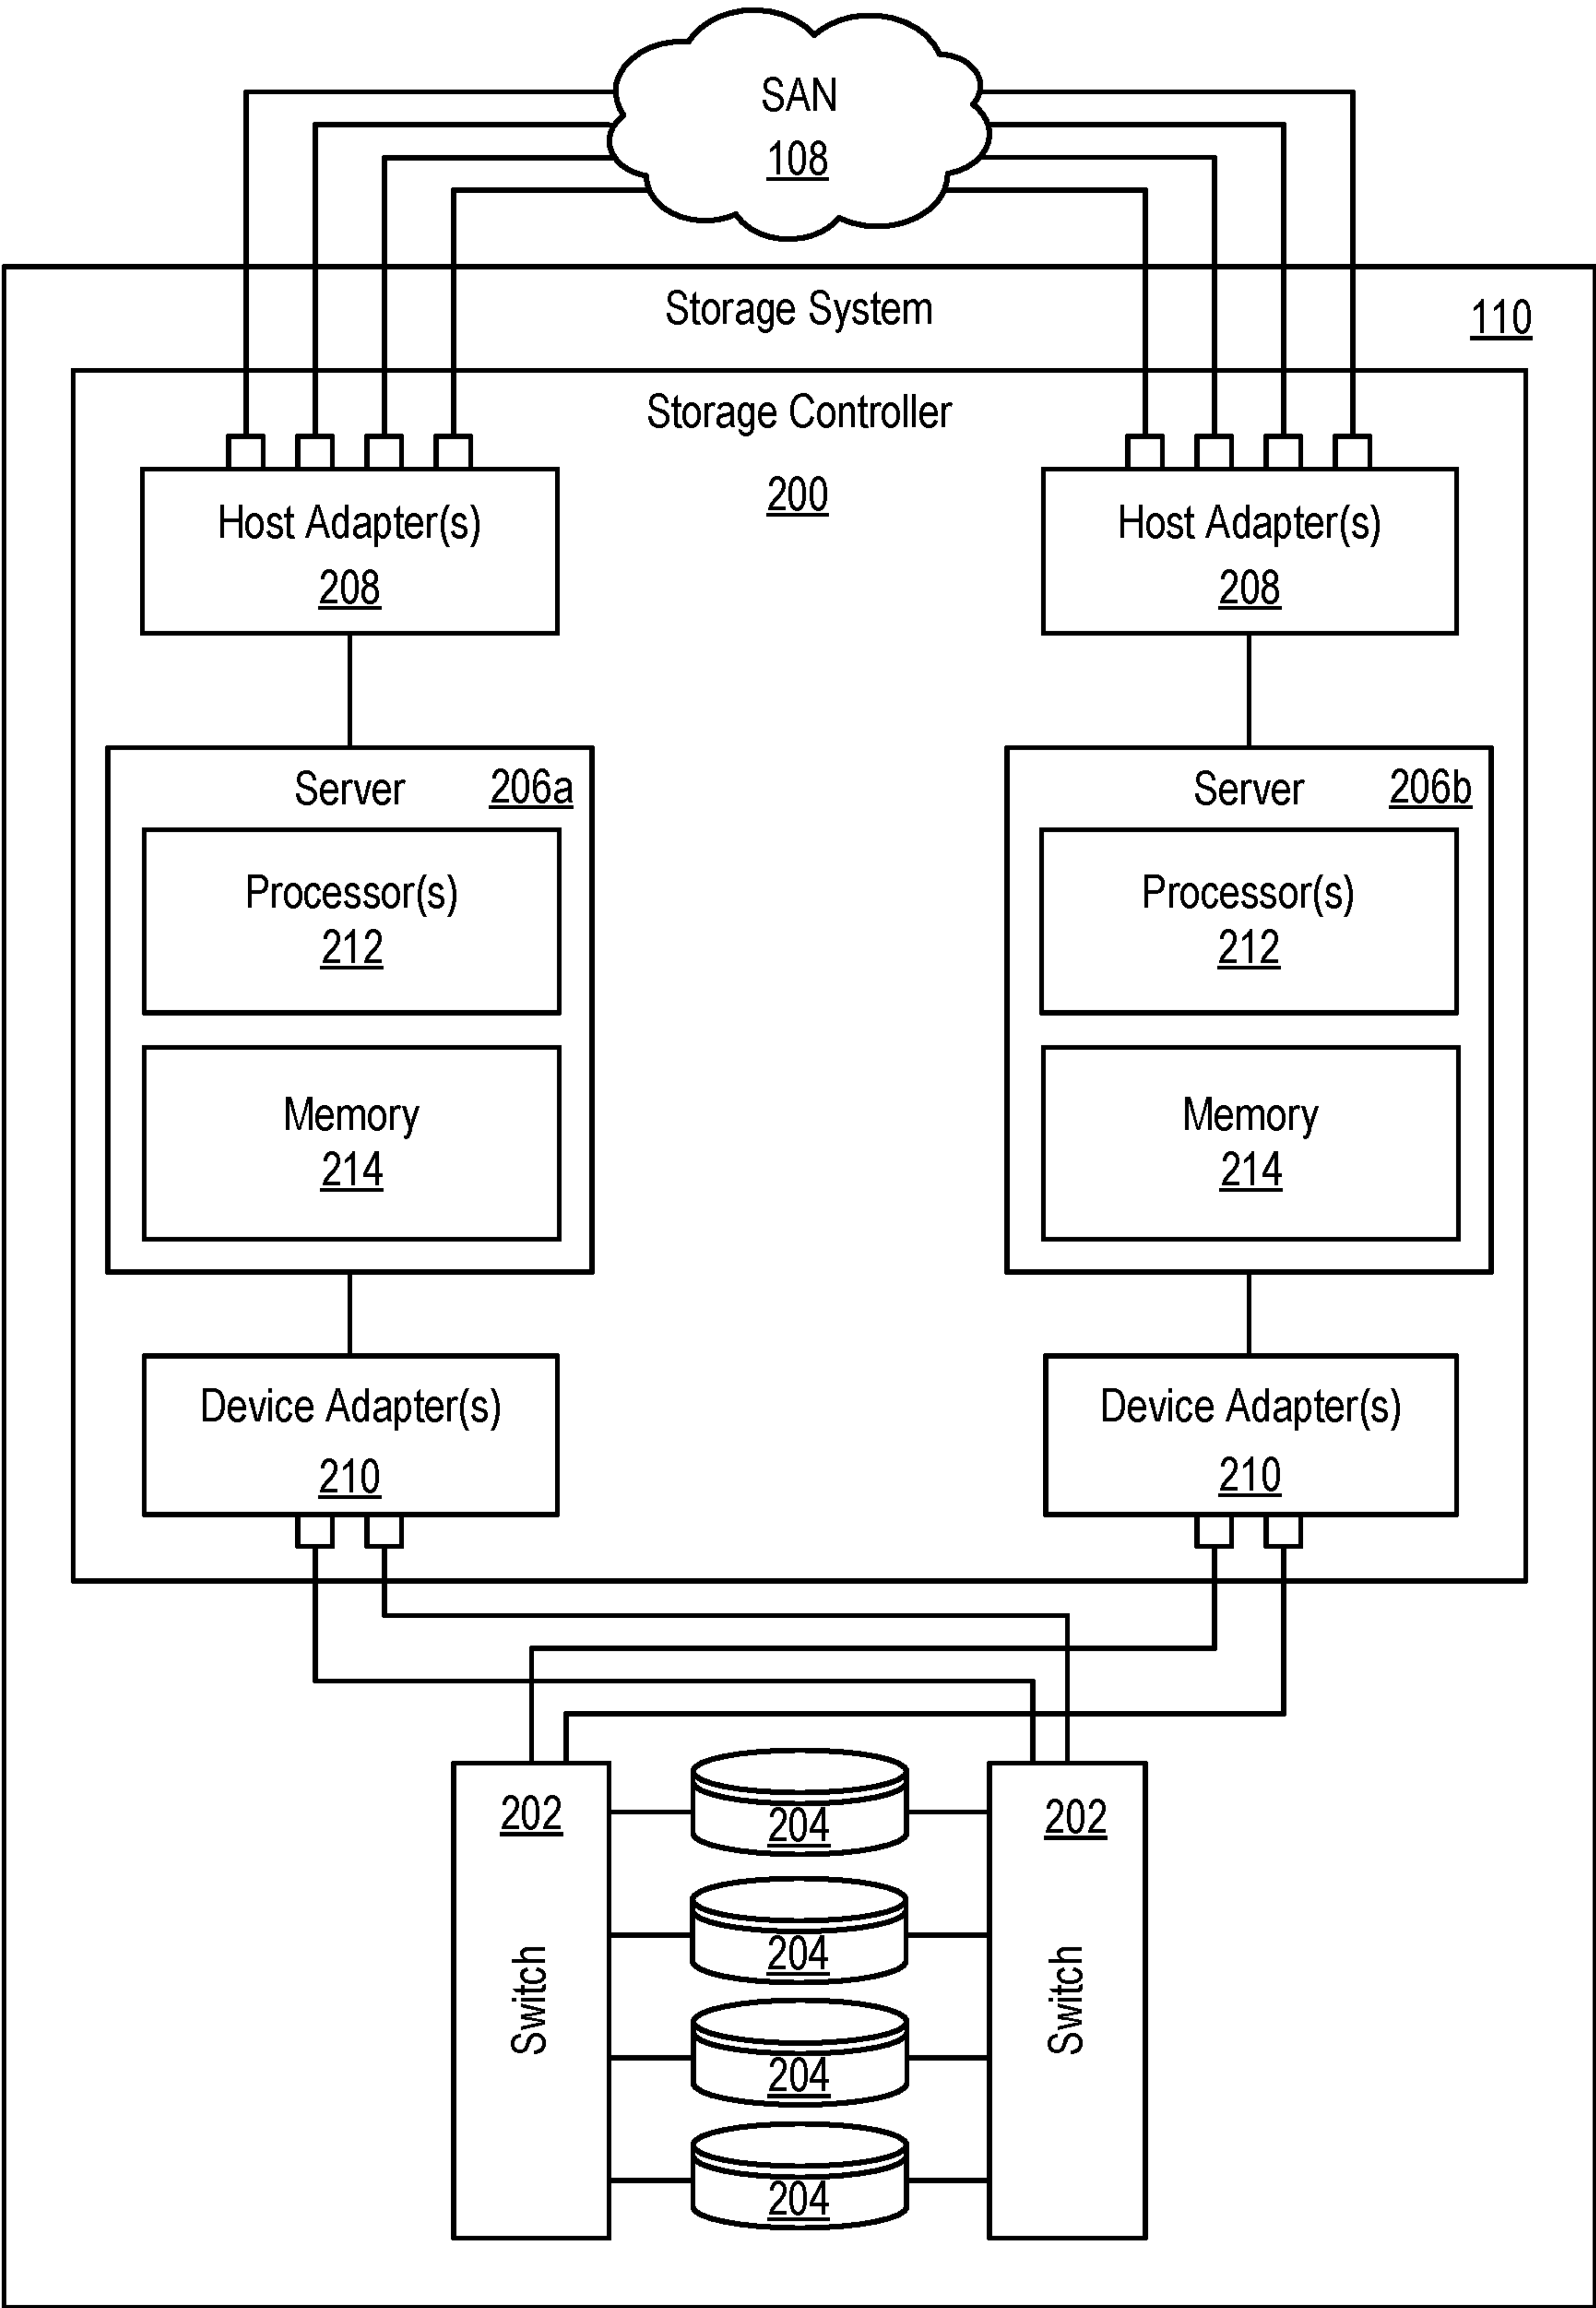 SAN
108
Storage System
110
Storage Controller
200
Host Adapter(s)
208
Host Adapter(s)
208
Server
206a
Processor(s)
212
Memory
214
Server
206b
Processor(s)
212
Memory
214
Device Adapter(s)
210
Device Adapter(s)
210
202
Switch
204
204
204
204
202
Switch